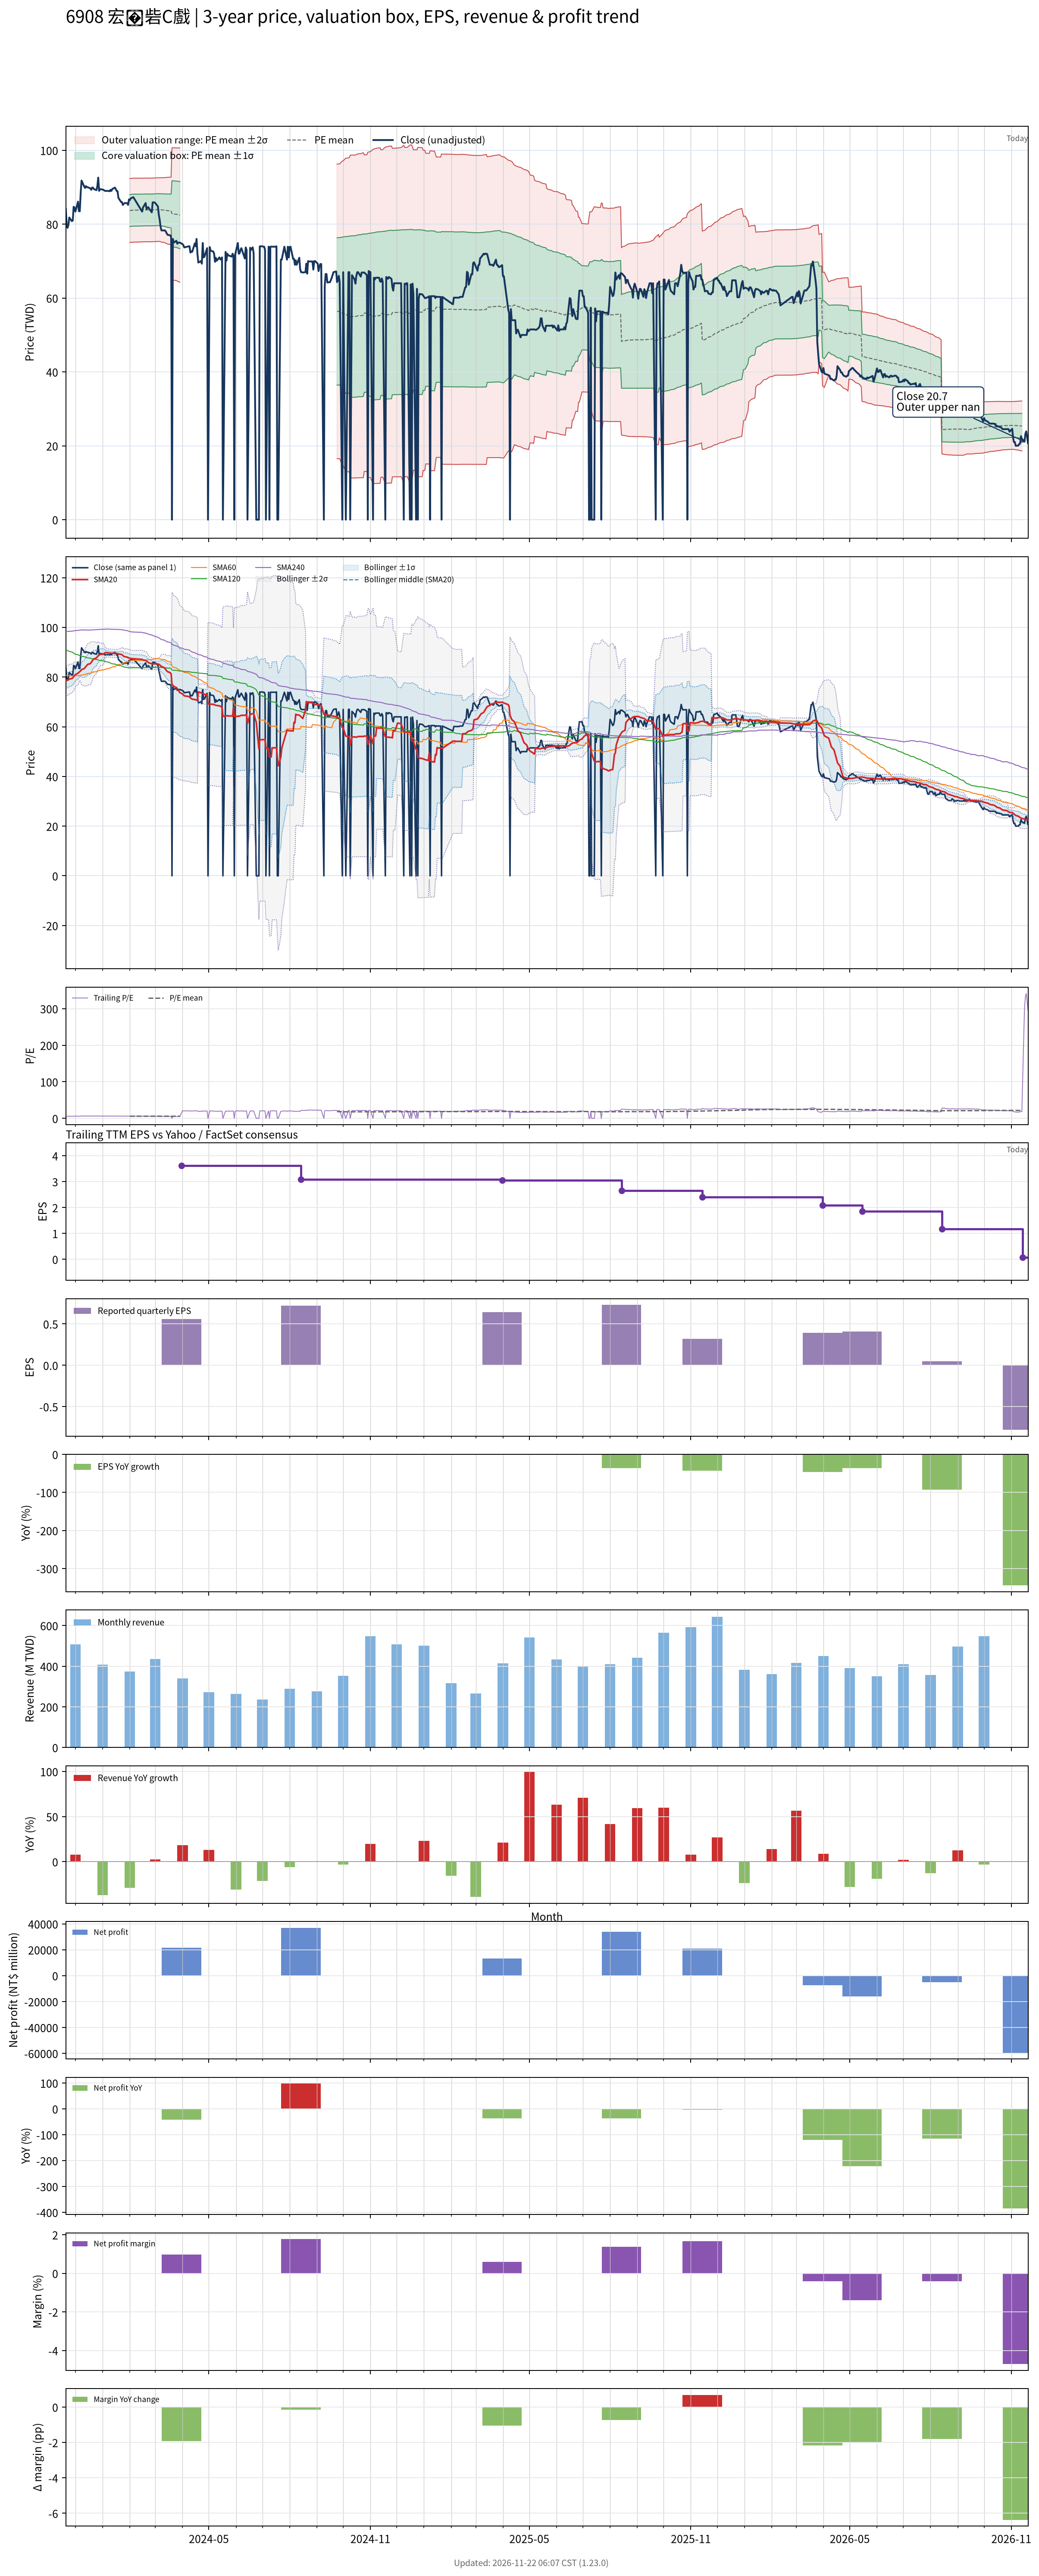 6908 宏�砦C戲 | 3-year price, valuation box, EPS, revenue & profit trend
Outer valuation range: PE mean ±2σ
PE mean
Close (unadjusted)
Core valuation box: PE mean ±1σ
Today
Price (TWD)
100
80
60
40
20
0
Close 20.7
Outer upper nan
Close (same as panel 1)
SMA60
SMA240
Bollinger ±1σ
SMA20
SMA120
Bollinger ±2σ
Bollinger middle (SMA20)
Price
120
100
80
60
40
20
0
-20
Trailing P/E
P/E mean
P/E
300
200
100
0
Trailing TTM EPS vs Yahoo / FactSet consensus
Today
EPS
4
3
2
1
0
Reported quarterly EPS
EPS
0.5
0.0
-0.5
EPS YoY growth
YoY (%)
0
-100
-200
-300
Monthly revenue
Revenue (M TWD)
600
400
200
0
Revenue YoY growth
YoY (%)
100
50
0
Month
Net profit
Net profit (NT$ million)
40000
20000
0
-20000
-40000
-60000
Net profit YoY
YoY (%)
100
0
-100
-200
-300
-400
Net profit margin
Margin (%)
2
0
-2
-4
Margin YoY change
Δ margin (pp)
0
-2
-4
-6
2024-05
2024-11
2025-05
2025-11
2026-05
2026-11
Updated: 2026-11-22 06:07 CST (1.23.0)